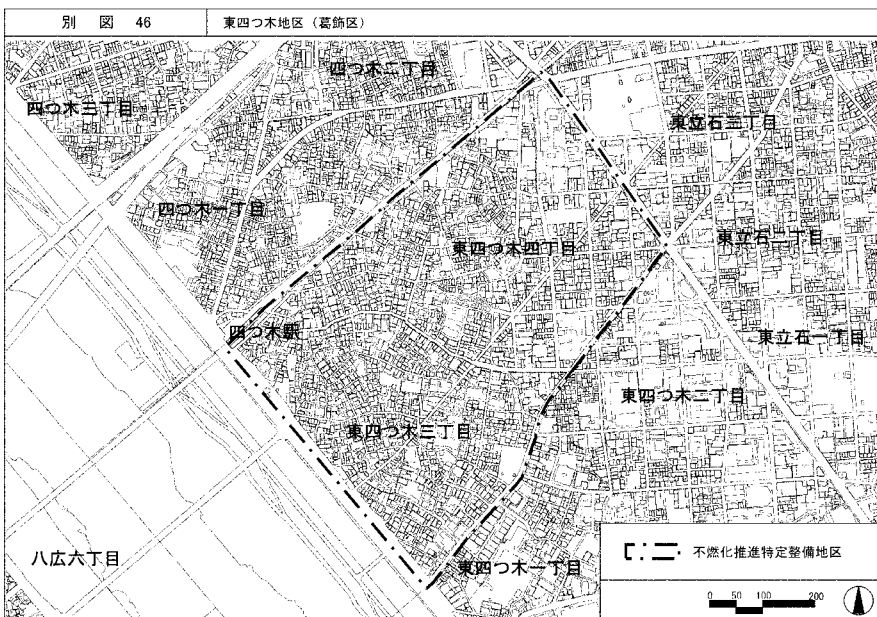 別 図 46
東四つ木地区（葛飾区）
四つ木二丁目
四つ木三丁目
東立石三丁目
四つ木一丁目
東四つ木四丁目
東立石二丁目
四つ木駅
東立石一丁目
東四つ木二丁目
東四つ木三丁目
八広六丁目
東四つ木一丁目
不燃化推進特定整備地区
0 50 100 200